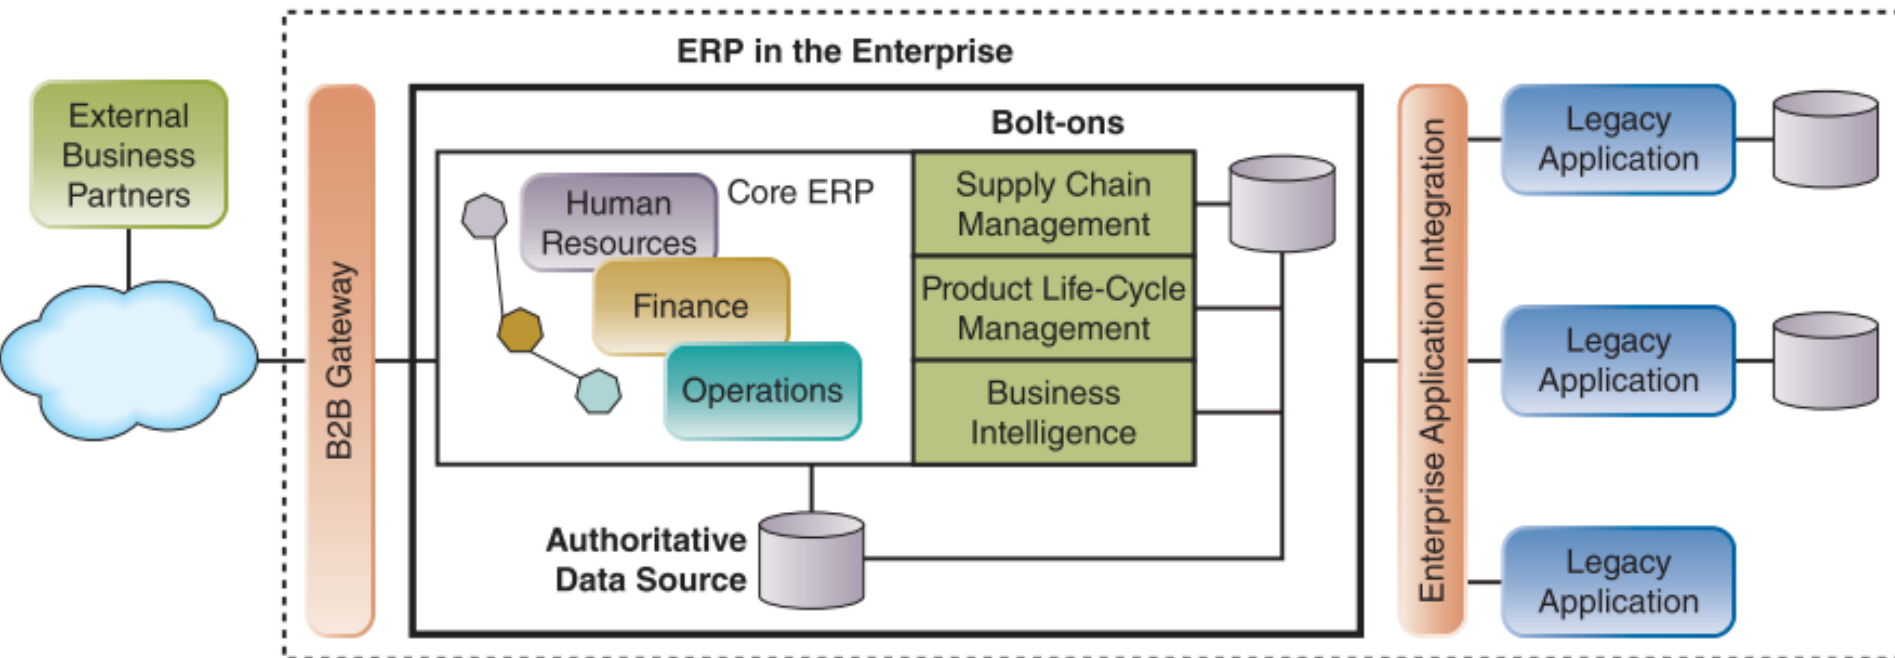 ERP in the Enterprise
External
Business
Partners
B2B Gateway
Bolt-ons
Core ERP
Human
Resources
Finance
Operations
Supply Chain
Management
Product Life-Cycle
Management
Business
Intelligence
Authoritative
Data Source
Enterprise Application Integration
Legacy
Application
Legacy
Application
Legacy
Application